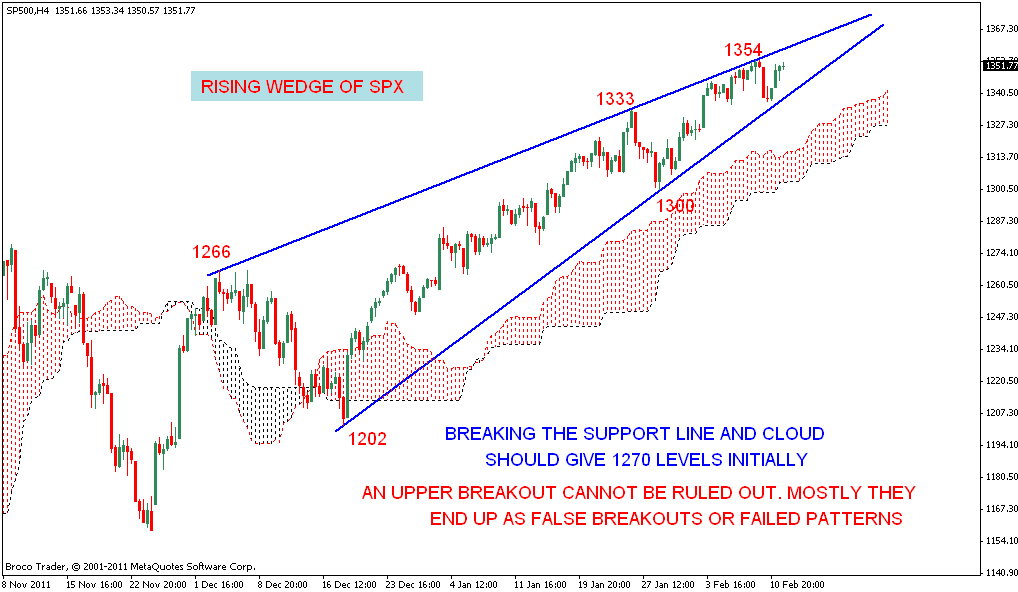 SP500,H4 1351.66 1353.34 1350.57 1351.77
1367.30
1351.77
1340.50
1327.30
1313.70
1300.50
1287.30
1274.10
1260.50
1247.30
1234.10
1220.50
1207.30
1194.10
1180.50
1167.30
1154.10
1140.90
RISING WEDGE OF SPX
1354
1333
1300
1266
1202
BREAKING THE SUPPORT LINE AND CLOUD
SHOULD GIVE 1270 LEVELS INITIALLY
AN UPPER BREAKOUT CANNOT BE RULED OUT. MOSTLY THEY
END UP AS FALSE BREAKOUTS OR FAILED PATTERNS
Broco Trader, © 2001-2011 MetaQuotes Software Corp.
8 Nov 2011 15 Nov 16:00 22 Nov 20:00 1 Dec 16:00 8 Dec 20:00 16 Dec 12:00 23 Dec 16:00 4 Jan 12:00 11 Jan 16:00 19 Jan 20:00 27 Jan 12:00 3 Feb 16:00 10 Feb 20:00